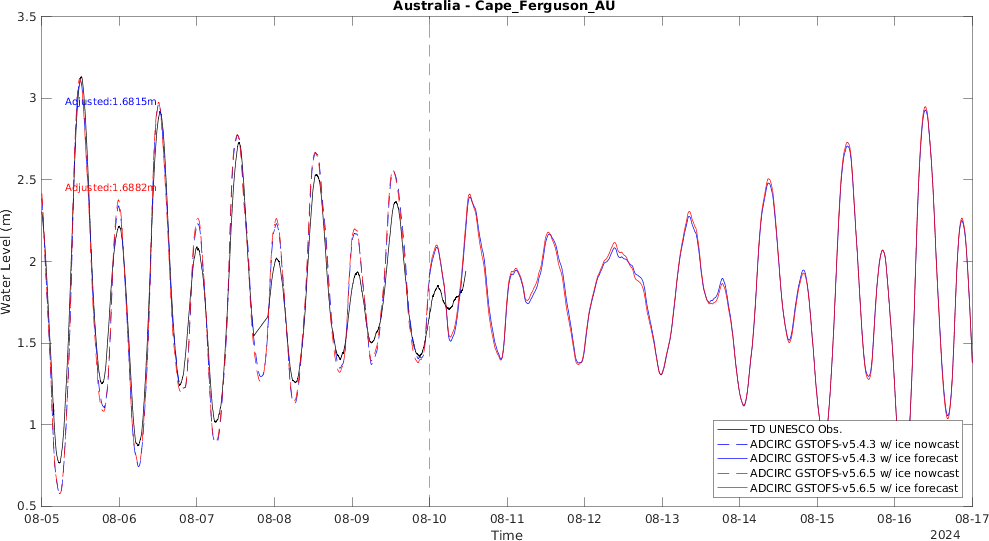 Australia - Cape_Ferguson_AU
3.5
3
2.5
2
1.5
1
0.5
Water Level (m)
Adjusted:1.6815m
Adjusted:1.6882m
TD UNESCO Obs.
ADCIRC GSTOFS-v5.4.3 w/ ice nowcast
ADCIRC GSTOFS-v5.4.3 w/ ice forecast
ADCIRC GSTOFS-v5.6.5 w/ ice nowcast
ADCIRC GSTOFS-v5.6.5 w/ ice forecast
08-05 08-06 08-07 08-08 08-09 08-10 08-11 08-12 08-13 08-14 08-15 08-16 08-17
Time
2024